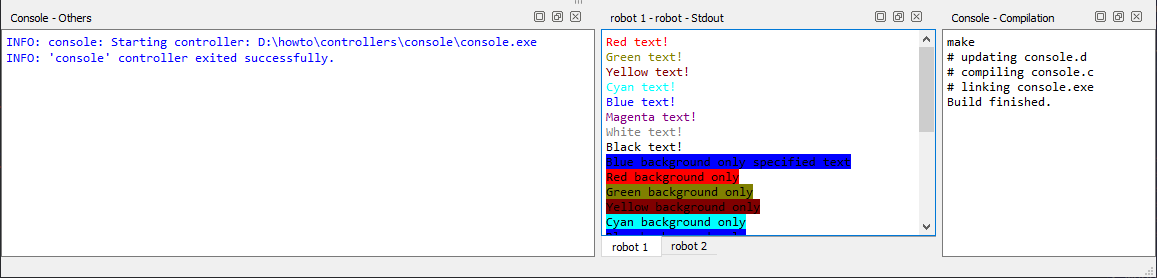 Console - Others
INFO: console: Starting controller: D:\howto\controllers\console\console.exe
INFO: 'console' controller exited successfully.
robot 1 - robot - Stdout
Red text!
Green text!
Yellow text!
Cyan text!
Blue text!
Magenta text!
White text!
Black text!
Blue background only specified text
Red background only
Green background only
Yellow background only
Cyan background only
robot 1
robot 2
Console - Compilation
make
# updating console.d
# compiling console.c
# linking console.exe
Build finished.